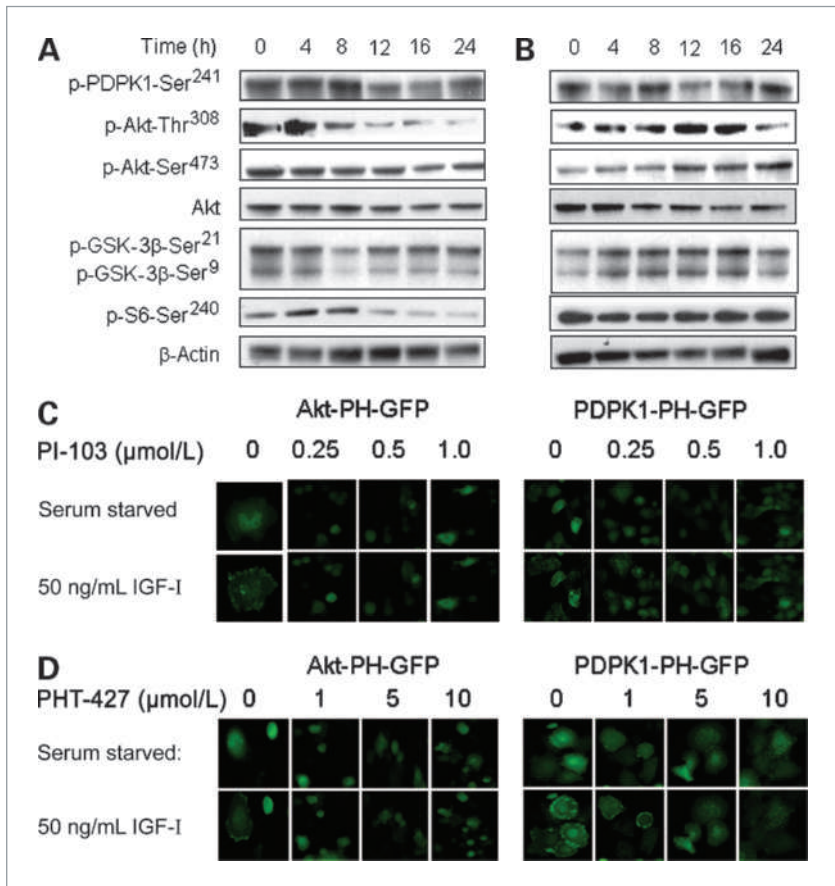 A Time (h) 0 4 8 12 16 24 B 0 4 8 12 16 24
p-PDPK1-Ser241
p-Akt-Thr308
p-Akt-Ser473
Akt
p-GSK-3β-Ser21
p-GSK-3β-Ser9
p-S6-Ser240
β-Actin
C Akt-PH-GFP PDPK1-PH-GFP
PI-103 (µmol/L) 0 0.25 0.5 1.0 0 0.25 0.5 1.0
Serum starved
50 ng/mL IGF-I
D Akt-PH-GFP PDPK1-PH-GFP
PHT-427 (µmol/L) 0 1 5 10 0 1 5 10
Serum starved:
50 ng/mL IGF-I